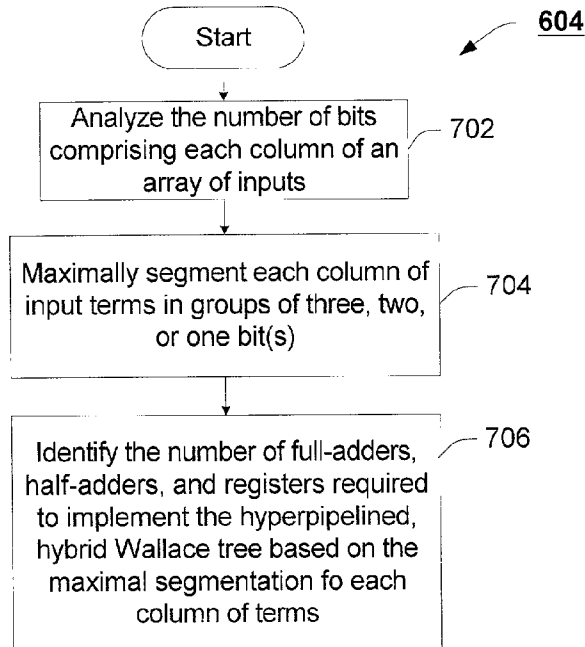 Start
604
Analyze the number of bits
comprising each column of an
array of inputs
702
Maximally segment each column of
input terms in groups of three, two,
or one bit(s)
704
Identify the number of full-adders,
half-adders, and registers required
to implement the hyperpipelined,
hybrid Wallace tree based on the
maximal segmentation fo each
column of terms
706